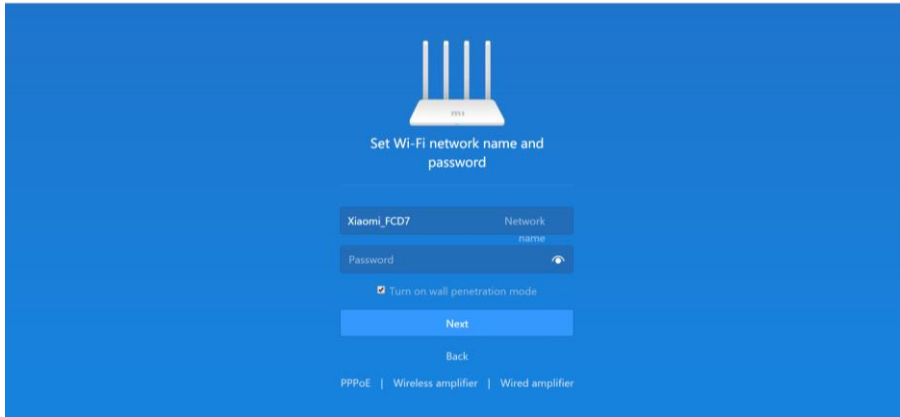 mi
Set Wi-Fi network name and
password
Xiaomi_FCD7 Network
name
Password
Turn on wall penetration mode
Next
Back
PPPoE | Wireless amplifier | Wired amplifier